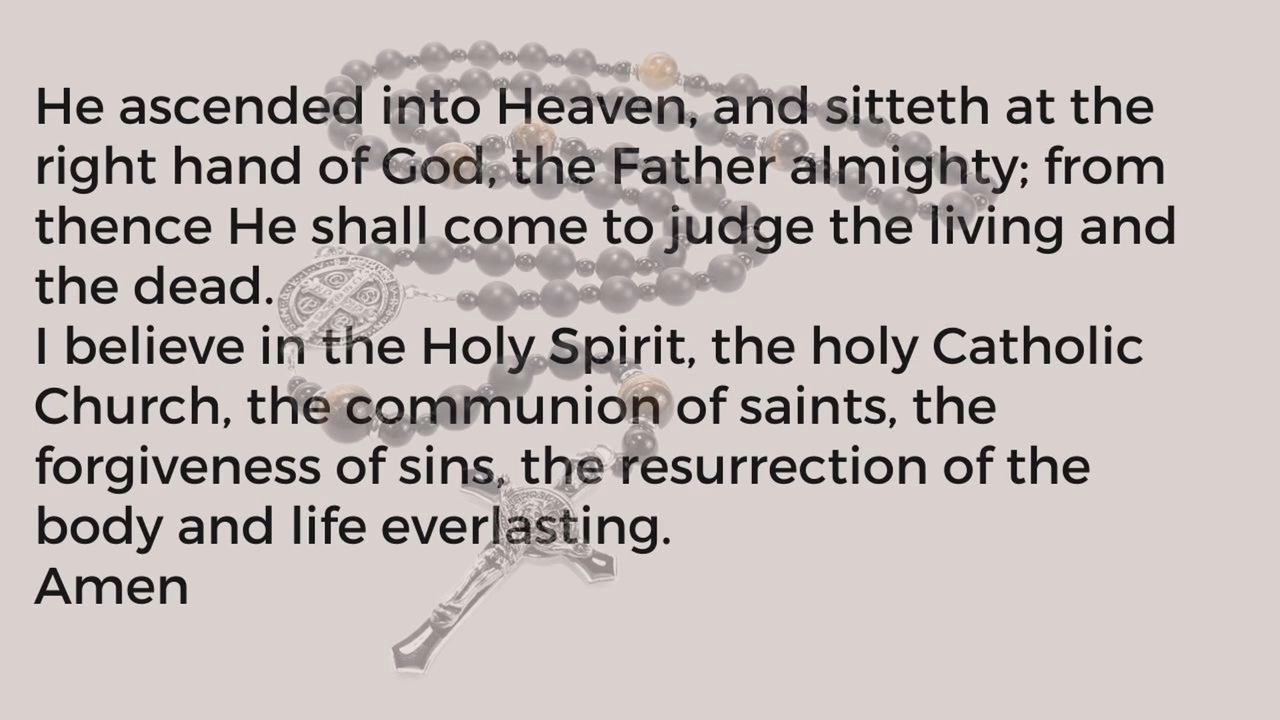 He ascended into Heaven, and sitteth at the
right hand of God, the Father almighty; from
thence He shall come to judge the living and
the dead.
I believe in the Holy Spirit, the holy Catholic
Church, the communion of saints, the
forgiveness of sins, the resurrection of the
body and life everlasting.
Amen